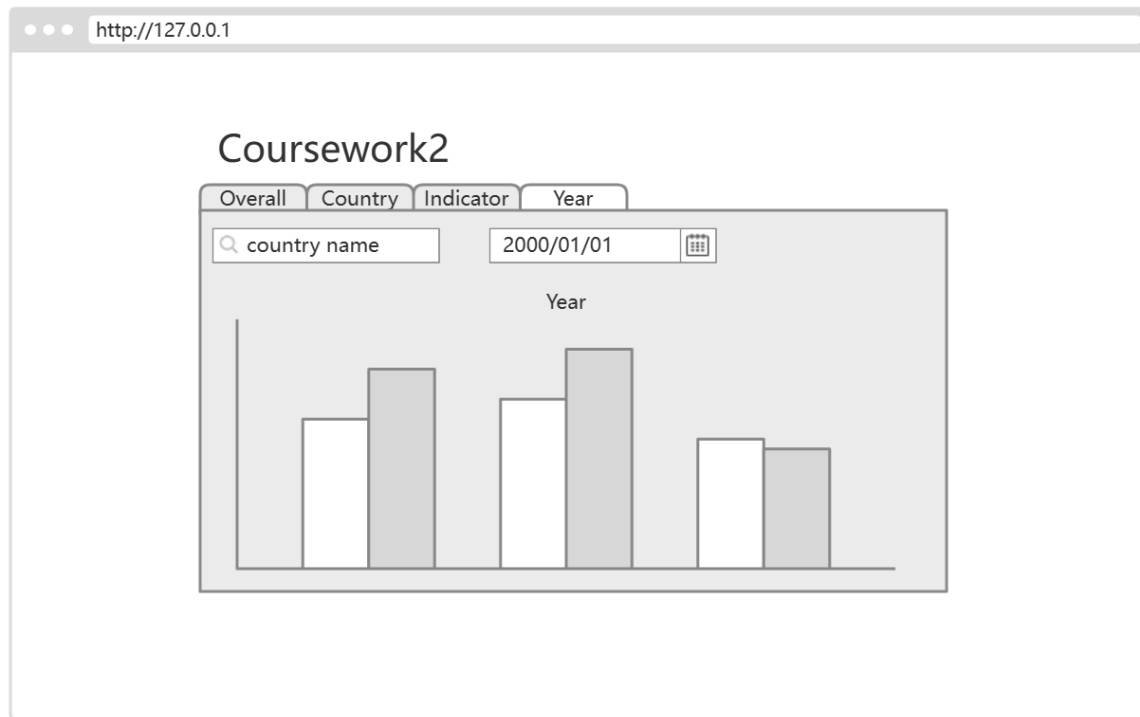 http://127.0.0.1
Coursework2
Overall Country Indicator Year
country name 2000/01/01
Year